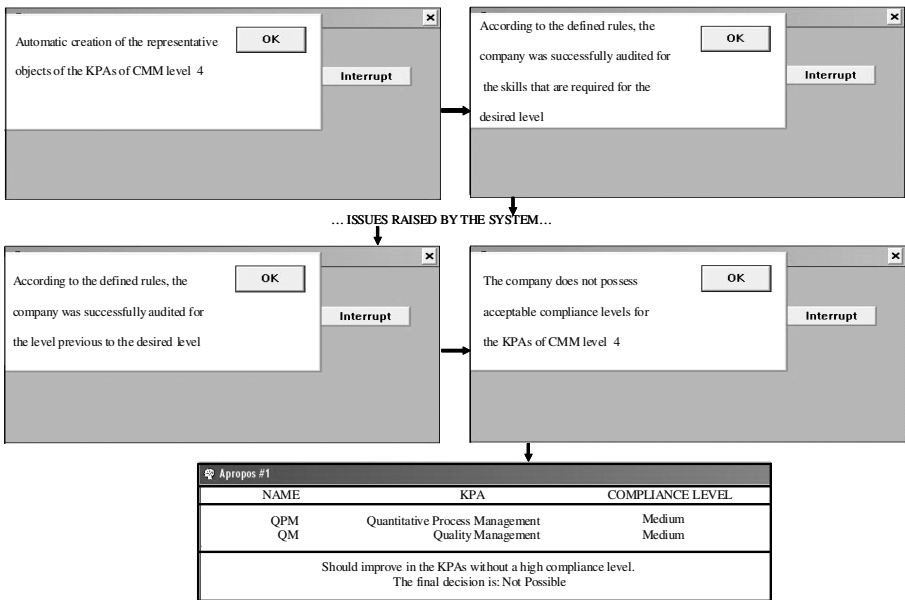 Automatic creation of the representative
objects of the KPAs of CMM level 4
OK
Interrupt
According to the defined rules, the
company was successfully audited for
the skills that are required for the
desired level
OK
Interrupt
... ISSUES RAISED BY THE SYSTEM...
According to the defined rules, the
company was successfully audited for
the level previous to the desired level
OK
Interrupt
The company does not possess
acceptable compliance levels for
the KPAs of CMM level 4
OK
Interrupt
Apropos #1
NAME KPA COMPLIANCE LEVEL
QPM Quantitative Process Management Medium
QM Quality Management Medium
Should improve in the KPAs without a high compliance level.
The final decision is: Not Possible